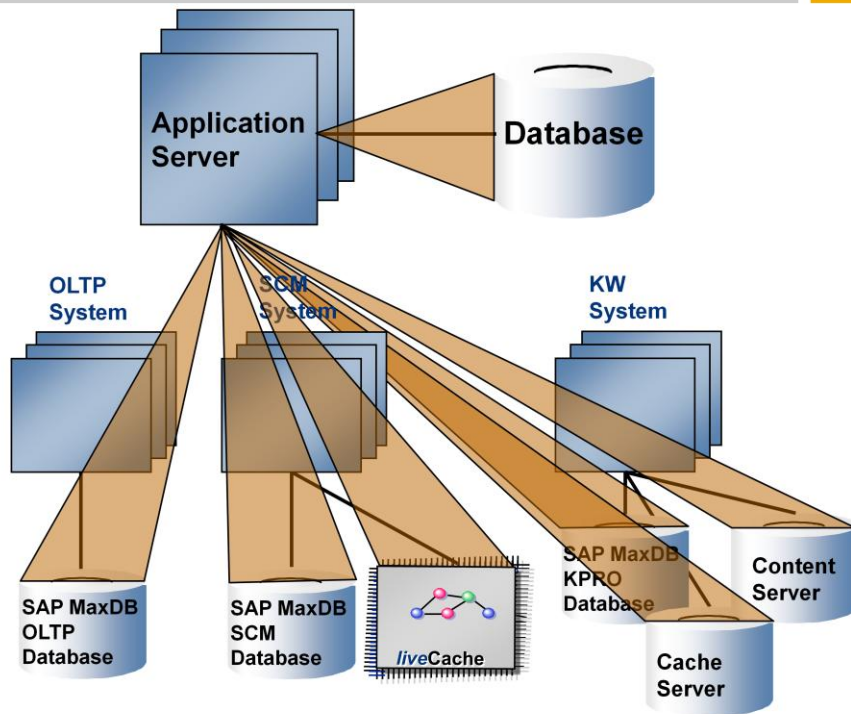 Application
Server
Database
OLTP
System
SCM
System
KW
System
SAP MaxDB
OLTP
Database
SAP MaxDB
SCM
Database
liveCache
SAP MaxDB
KPRO
Database
Content
Server
Cache
Server